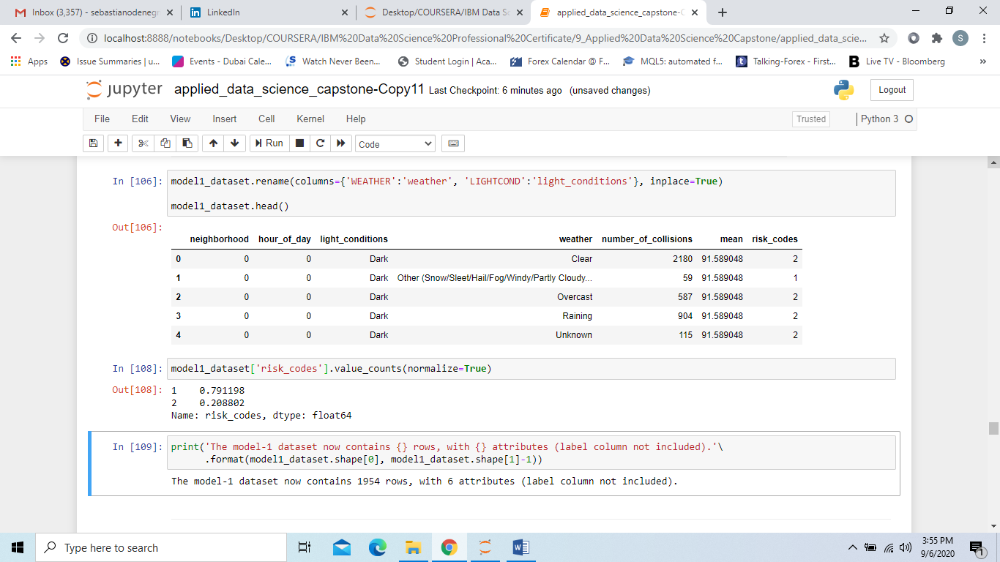 Inbox (3,357) - sebastianodenegr
LinkedIn
Desktop/COURSERA/IBM Data Sc
applied_data_science_capstone-C
localhost:8888/notebooks/Desktop/COURSERA/IBM%20Data%20Science%20Professional%20Certificate/9_Applied%20Data%20Science%20Capstone/applied_data_scie...
S
Apps
Issue Summaries | u...
Events - Dubai Cale...
Watch Never Been...
Student Login | Aca...
Forex Calendar @ F...
MQL5: automated f...
Talking-Forex - First...
Live TV - Bloomberg
»
jupyter applied_data_science_capstone-Copy11 Last Checkpoint: 6 minutes ago (unsaved changes)
Logout
File Edit View Insert Cell Kernel Help
Trusted
Python 3
Run
Code
In [106]: model1_dataset.rename(columns={'WEATHER':'weather', 'LIGHTCOND':'light_conditions'}, inplace=True)
model1_dataset.head()
Out[106]:
neighborhood hour_of_day light_conditions weather number_of_collisions mean risk_codes
0 0 0 Dark Clear 2180 91.589048 2
1 0 0 Dark Other (Snow/Sleet/Hail/Fog/Windy/Partly Cloudy... 59 91.589048 1
2 0 0 Dark Overcast 587 91.589048 2
3 0 0 Dark Raining 904 91.589048 2
4 0 0 Dark Unknown 115 91.589048 2
In [108]: model1_dataset['risk_codes'].value_counts(normalize=True)
Out[108]: 1 0.791198
2 0.208802
Name: risk_codes, dtype: float64
In [109]: print('The model-1 dataset now contains {} rows, with {} attributes (label column not included).'\
.format(model1_dataset.shape[0], model1_dataset.shape[1]-1))
The model-1 dataset now contains 1954 rows, with 6 attributes (label column not included).
Type here to search
3:55 PM
9/6/2020
1